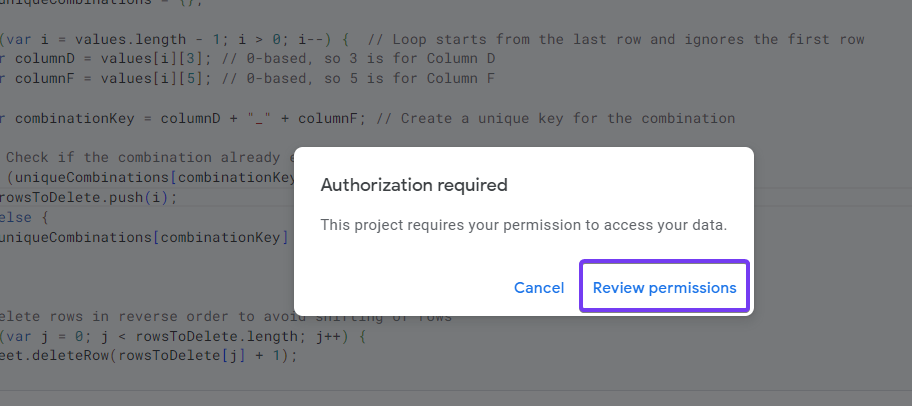 uniqueCombinations = {};
(var i = values.length - 1; i > 0; i--) {  // Loop starts from the last row and ignores the first row
r columnD = values[i][3]; // 0-based, so 3 is for Column D
r columnF = values[i][5]; // 0-based, so 5 is for Column F
r combinationKey = columnD + "_" + columnF; // Create a unique key for the combination
Check if the combination already e
(uniqueCombinations[combinationKey
rowsToDelete.push(i);
else {
uniqueCombinations[combinationKey]
Authorization required
This project requires your permission to access your data.
Cancel
Review permissions
elete rows in reverse order to avoid shifting of rows
(var j = 0; j < rowsToDelete.length; j++) {
eet.deleteRow(rowsToDelete[j] + 1);